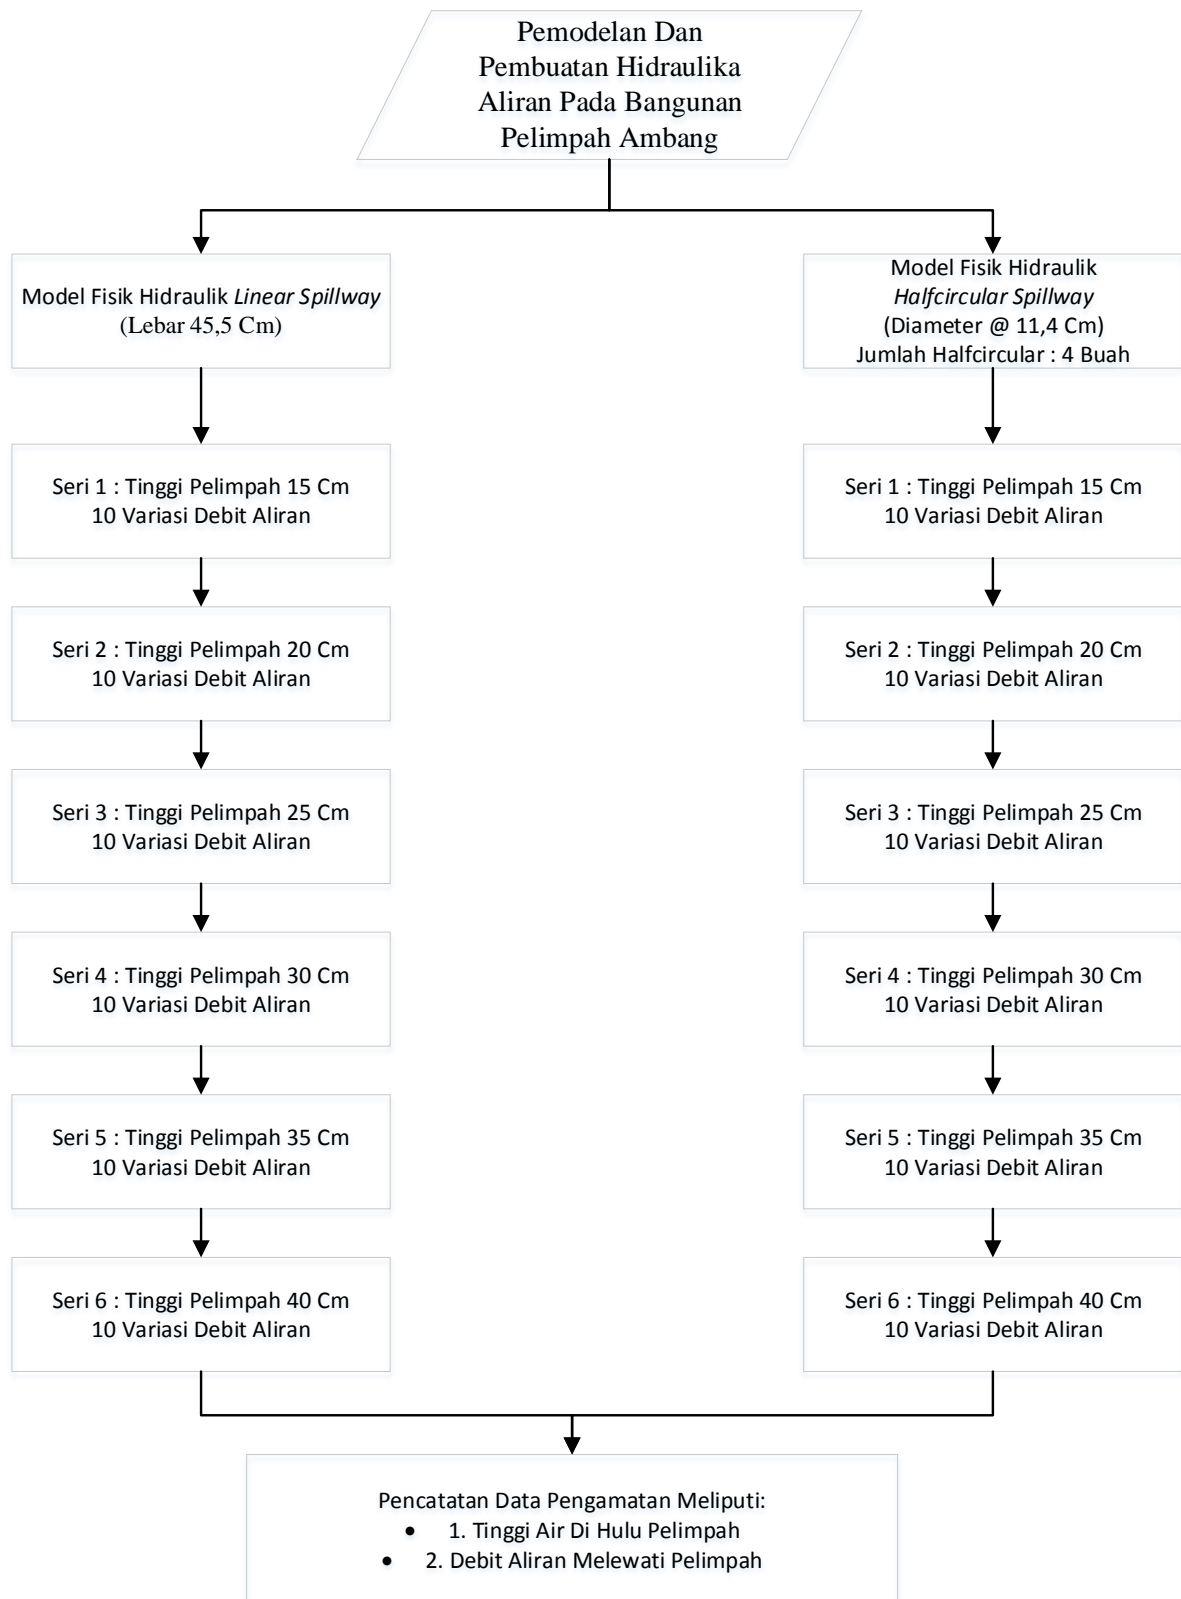 Pemodelan Dan
Pembuatan Hidraulika
Aliran Pada Bangunan
Pelimpah Ambang
Model Fisik Hidraulik Linear Spillway
(Lebar 45,5 Cm)
Model Fisik Hidraulik
Halfcircular Spillway
(Diameter @ 11,4 Cm)
Jumlah Halfcircular : 4 Buah
Seri 1 : Tinggi Pelimpah 15 Cm
10 Variasi Debit Aliran
Seri 1 : Tinggi Pelimpah 15 Cm
10 Variasi Debit Aliran
Seri 2 : Tinggi Pelimpah 20 Cm
10 Variasi Debit Aliran
Seri 2 : Tinggi Pelimpah 20 Cm
10 Variasi Debit Aliran
Seri 3 : Tinggi Pelimpah 25 Cm
10 Variasi Debit Aliran
Seri 3 : Tinggi Pelimpah 25 Cm
10 Variasi Debit Aliran
Seri 4 : Tinggi Pelimpah 30 Cm
10 Variasi Debit Aliran
Seri 4 : Tinggi Pelimpah 30 Cm
10 Variasi Debit Aliran
Seri 5 : Tinggi Pelimpah 35 Cm
10 Variasi Debit Aliran
Seri 5 : Tinggi Pelimpah 35 Cm
10 Variasi Debit Aliran
Seri 6 : Tinggi Pelimpah 40 Cm
10 Variasi Debit Aliran
Seri 6 : Tinggi Pelimpah 40 Cm
10 Variasi Debit Aliran
Pencatatan Data Pengamatan Meliputi:
• 1. Tinggi Air Di Hulu Pelimpah
• 2. Debit Aliran Melewati Pelimpah